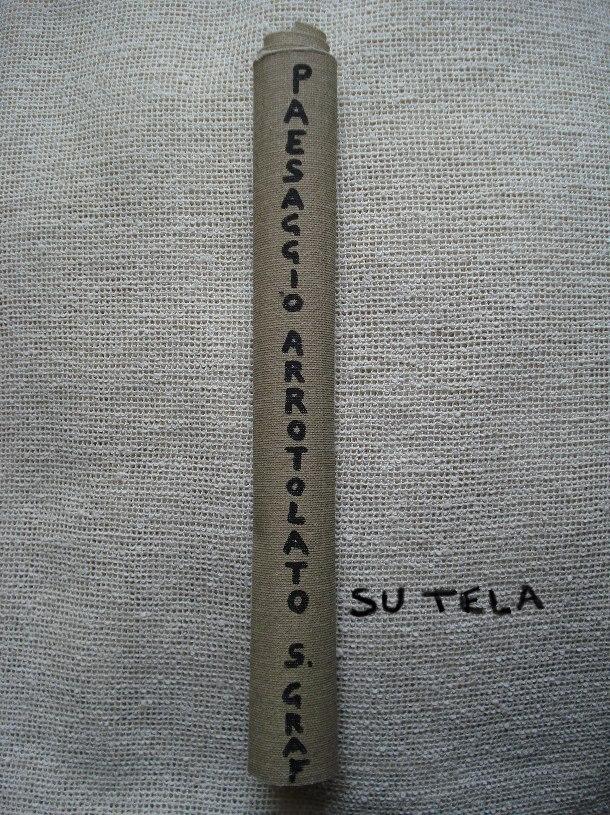 PAESAGGIO ARROTOLATO S. GRAF
SU TELA